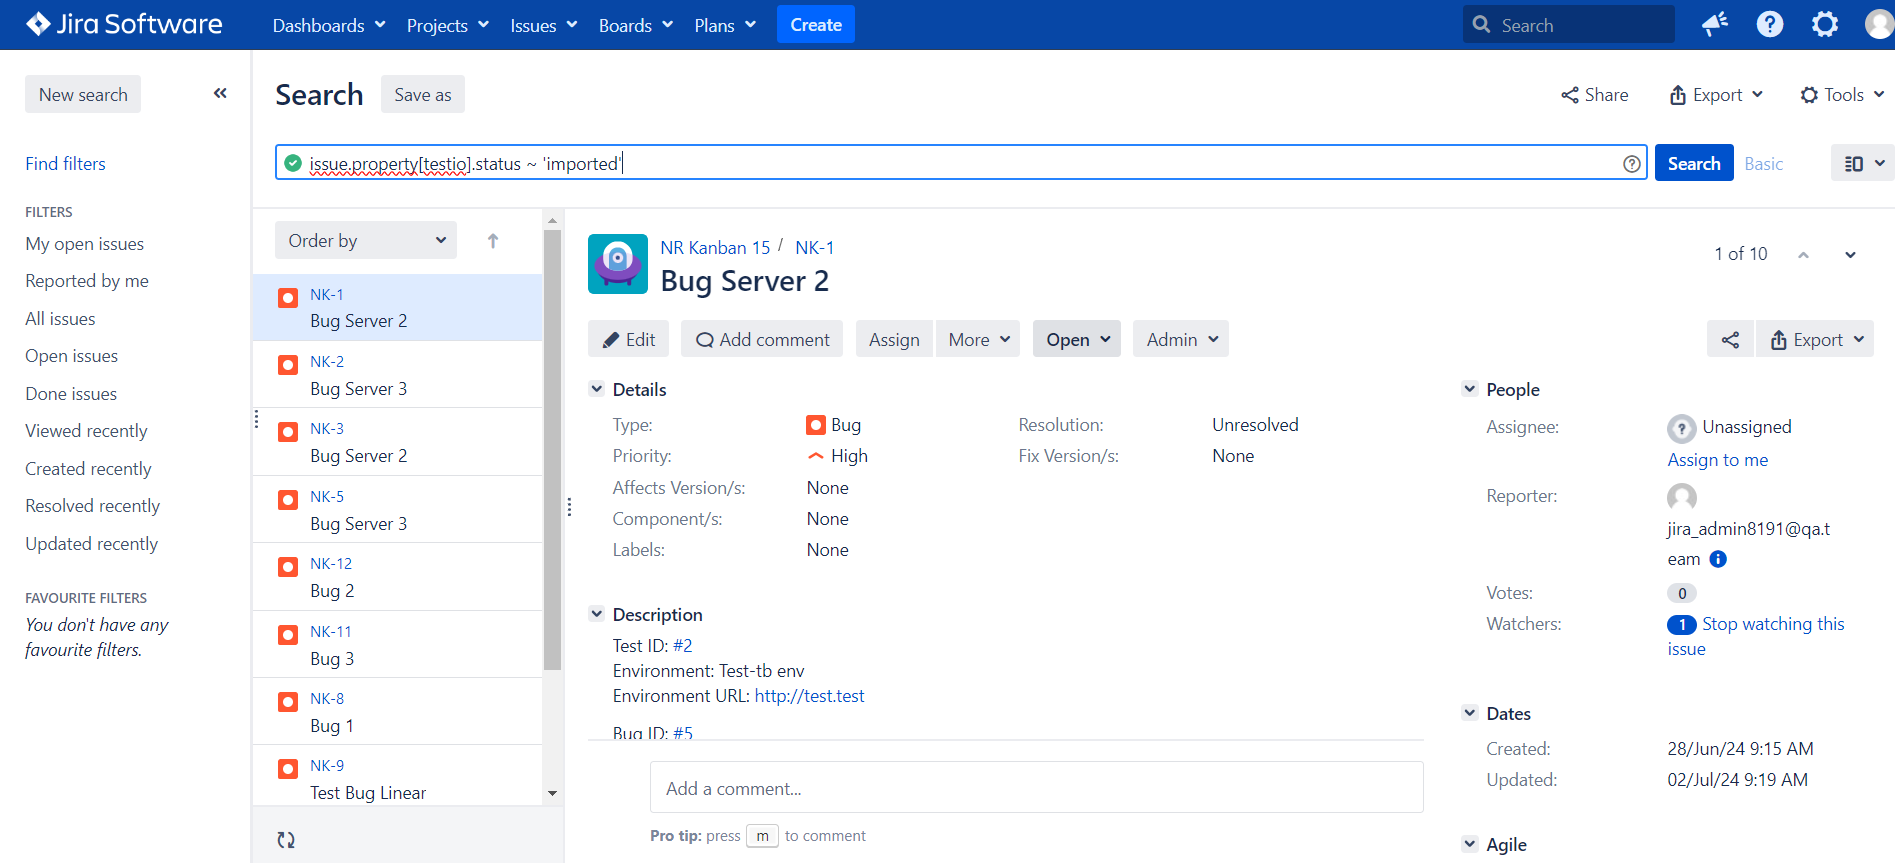 Jira Software
Dashboards Projects Issues Boards Plans Create
Search
New search
Find filters
FILTERS
My open issues
Reported by me
All issues
Open issues
Done issues
Viewed recently
Created recently
Resolved recently
Updated recently
FAVOURITE FILTERS
You don't have any
favourite filters.
Search Save as
Share Export Tools
issue.property[testio].status ~ 'imported' ? Search Basic
Order by
NK-1
Bug Server 2
NK-2
Bug Server 3
NK-3
Bug Server 2
NK-5
Bug Server 3
NK-12
Bug 2
NK-11
Bug 3
NK-8
Bug 1
NK-9
Test Bug Linear
NR Kanban 15 / NK-1
Bug Server 2
1 of 10
Edit Add comment Assign More Open Admin Export
Details
Type: Bug Resolution: Unresolved
Priority: High Fix Version/s: None
Affects Version/s: None
Component/s: None
Labels: None
Description
Test ID: #2
Environment: Test-tb env
Environment URL: http://test.test
Bug ID: #5
Add a comment...
Pro tip: press m to comment
People
Assignee: ? Unassigned
Assign to me
Reporter:
jira_admin8191@qa.t
eam i
Votes: 0
Watchers: 1 Stop watching this
issue
Dates
Created: 28/Jun/24 9:15 AM
Updated: 02/Jul/24 9:19 AM
Agile